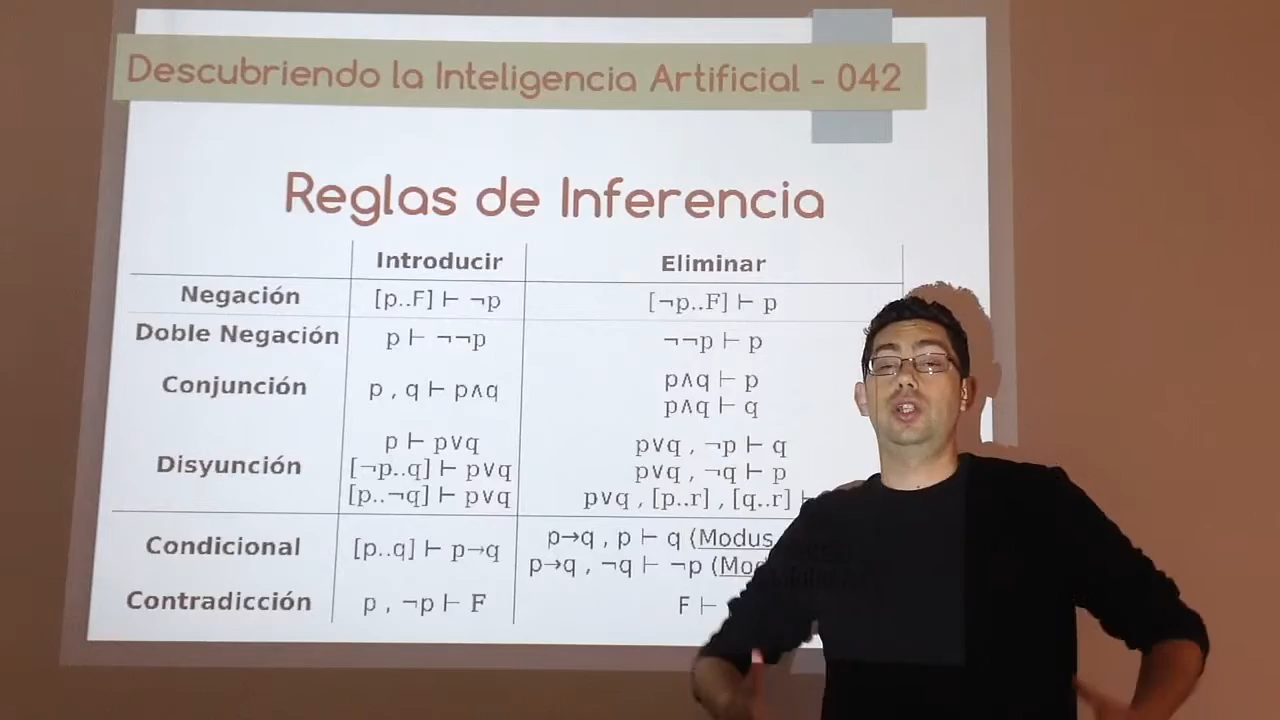 Descubriendo la Inteligencia Artificial - 042
Reglas de Inferencia
Introducir Eliminar
Negación [p..F] ⊢ ¬p [¬p..F] ⊢ p
Doble Negación p ⊢ ¬¬p ¬¬p ⊢ p
Conjunción p , q ⊢ p∧q p∧q ⊢ p
p∧q ⊢ q
Disyunción p ⊢ p∨q p∨q , ¬p ⊢ q
[¬p..q] ⊢ p∨q p∨q , ¬q ⊢ p
[p..¬q] ⊢ p∨q p∨q , [p..r] , [q..r] ⊢
Condicional [p..q] ⊢ p→q p→q , p ⊢ q (Modus
p→q , ¬q ⊢ ¬p (
Contradicción p , ¬p ⊢ F F ⊢